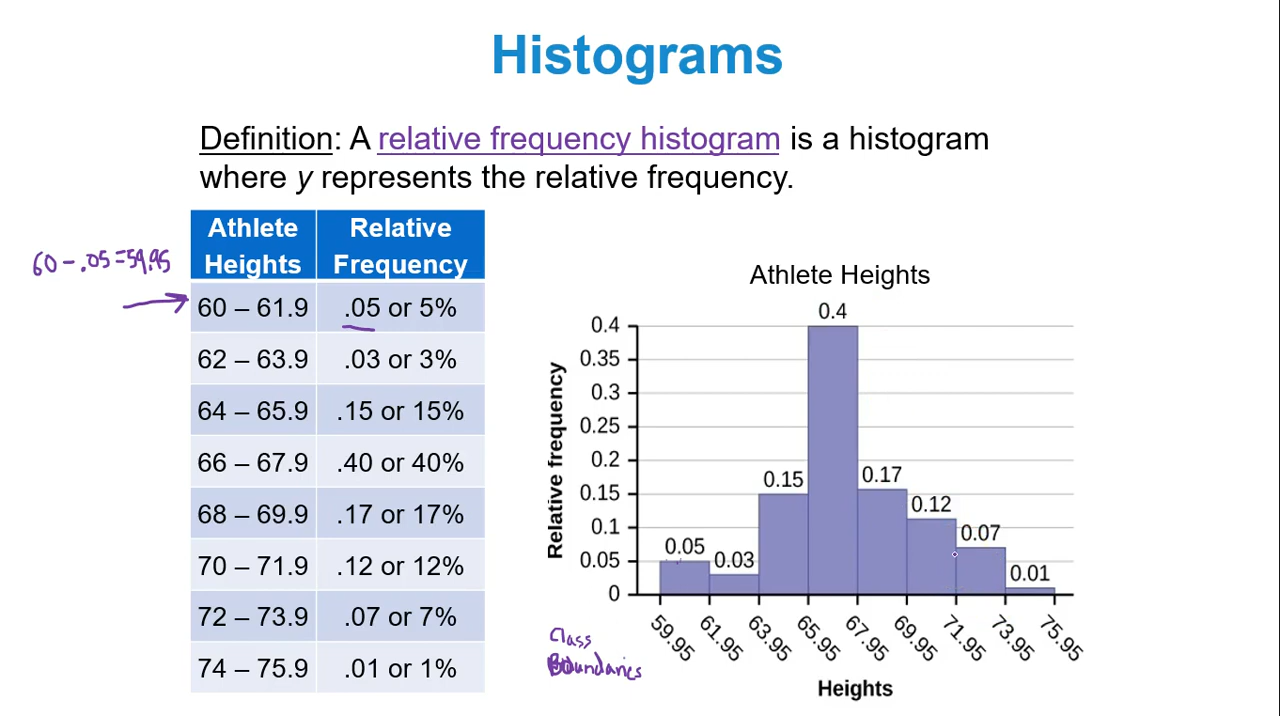 Histograms
Definition: A relative frequency histogram is a histogram
where y represents the relative frequency.
60 - .05 = 59.95
Athlete Heights Relative Frequency
60 – 61.9 .05 or 5%
62 – 63.9 .03 or 3%
64 – 65.9 .15 or 15%
66 – 67.9 .40 or 40%
68 – 69.9 .17 or 17%
70 – 71.9 .12 or 12%
72 – 73.9 .07 or 7%
74 – 75.9 .01 or 1%
Athlete Heights
Relative frequency
0.4
0.35
0.3
0.25
0.2
0.15
0.1
0.05
0
0.05
0.03
0.15
0.4
0.17
0.12
0.07
0.01
59.95
61.95
63.95
65.95
67.95
69.95
71.95
73.95
75.95
Class
Boundaries
Heights